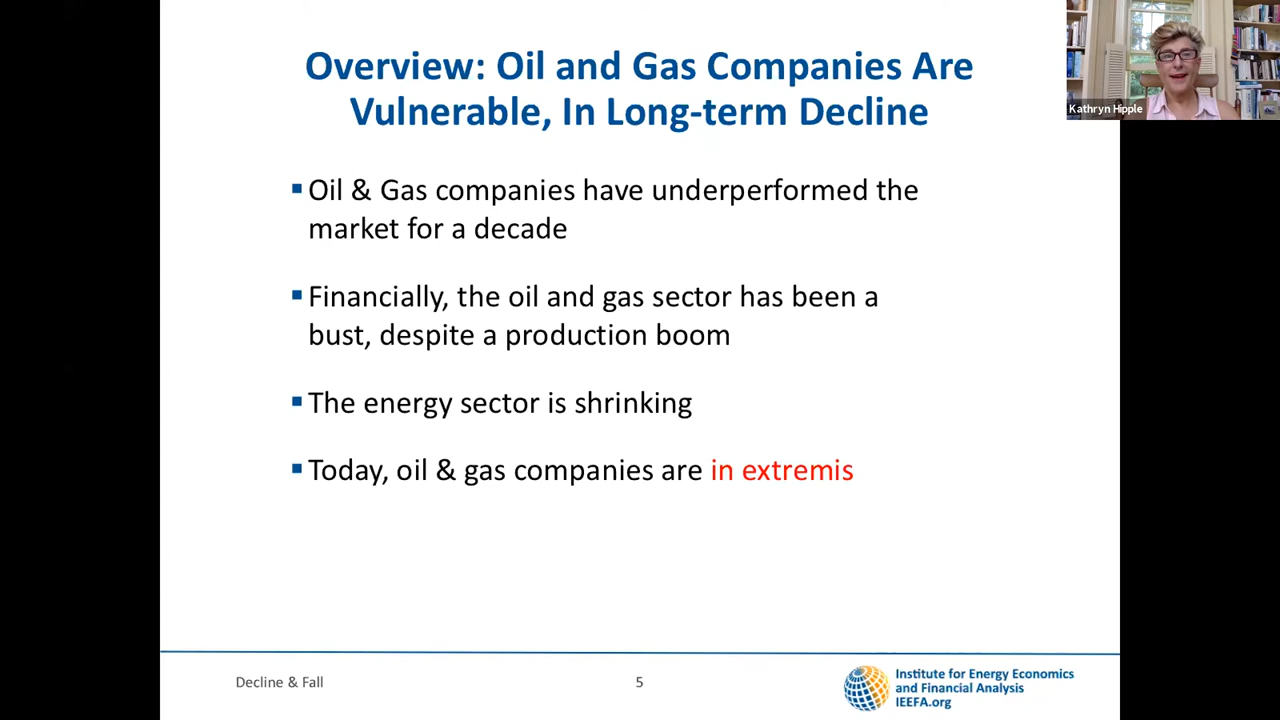 Overview: Oil and Gas Companies Are
Vulnerable, In Long-term Decline
Kathryn Hipple
▪Oil & Gas companies have underperformed the
market for a decade
▪Financially, the oil and gas sector has been a
bust, despite a production boom
▪The energy sector is shrinking
▪Today, oil & gas companies are in extremis
Decline & Fall
5
Institute for Energy Economics
and Financial Analysis
IEEFA.org